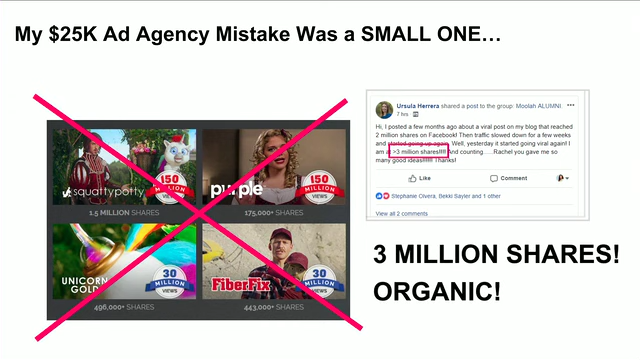 My $25K Ad Agency Mistake Was a SMALL ONE...
squattypotty
150
MILLION
VIEWS
1.5 MILLION SHARES
purple
150
MILLION
VIEWS
175,000+ SHARES
UNICORN
GOLD
30
MILLION
VIEWS
496,000+ SHARES
FiberFix
30
MILLION
VIEWS
443,000+ SHARES
Ursula Herrera shared a post to the group: Moolah ALUMNI
7 hrs
Hi, I posted a few months ago about a viral post on my blog that reached
2 million shares on Facebook! Then traffic slowed down for a few weeks
and started going up again. Well, yesterday it started going viral again! I
am at >3 million shares!!!!! And counting.....Rachel you gave me so
many good ideas!!!!!!! Thanks!
Like Comment
Stephanie Olvera, Bekki Sayler and 1 other
View all 2 comments
3 MILLION SHARES!
ORGANIC!